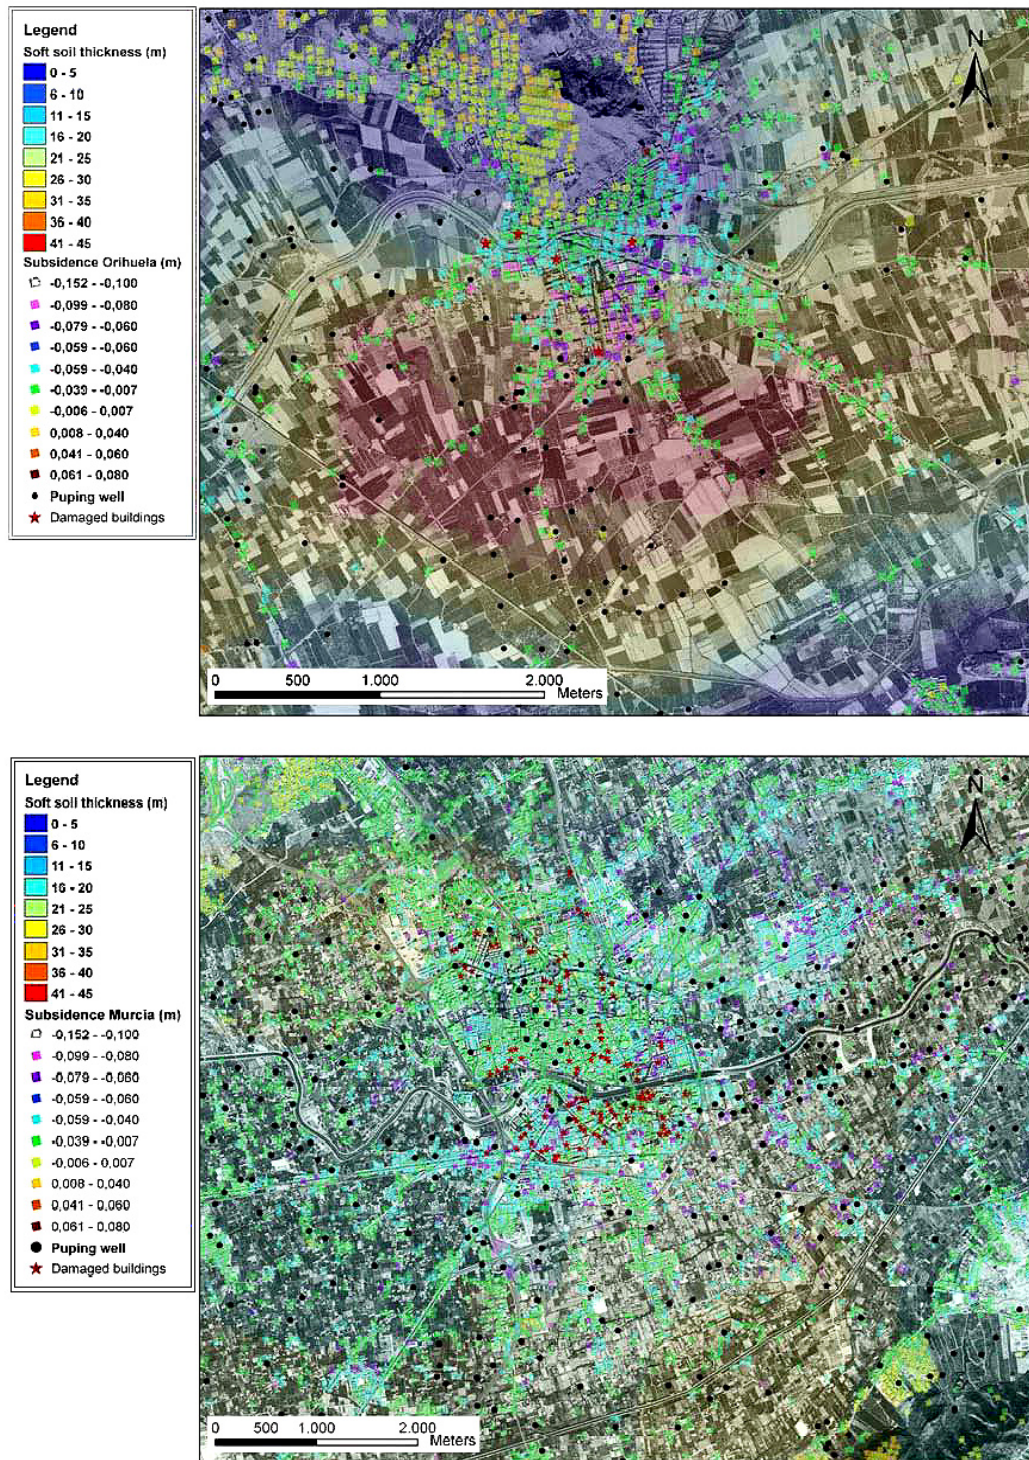 Legend
Soft soil thickness (m)
0 - 5
6 - 10
11 - 15
16 - 20
21 - 25
26 - 30
31 - 35
36 - 40
41 - 45
Subsidence Orihuela (m)
-0,152 - -0,100
-0,099 - -0,080
-0,079 - -0,060
-0,059 - -0,060
-0,059 - -0,040
-0,039 - -0,007
-0,006 - 0,007
0,008 - 0,040
0,041 - 0,060
0,061 - 0,080
Puping well
Damaged buildings
N
0 500 1.000 2.000
Meters
Legend
Soft soil thickness (m)
0 - 5
6 - 10
11 - 15
16 - 20
21 - 25
26 - 30
31 - 35
36 - 40
41 - 45
Subsidence Murcia (m)
-0,152 - -0,100
-0,099 - -0,080
-0,079 - -0,060
-0,059 - -0,060
-0,059 - -0,040
-0,039 - -0,007
-0,006 - 0,007
0,008 - 0,040
0,041 - 0,060
0,061 - 0,080
Puping well
Damaged buildings
N
0 500 1.000 2.000
Meters